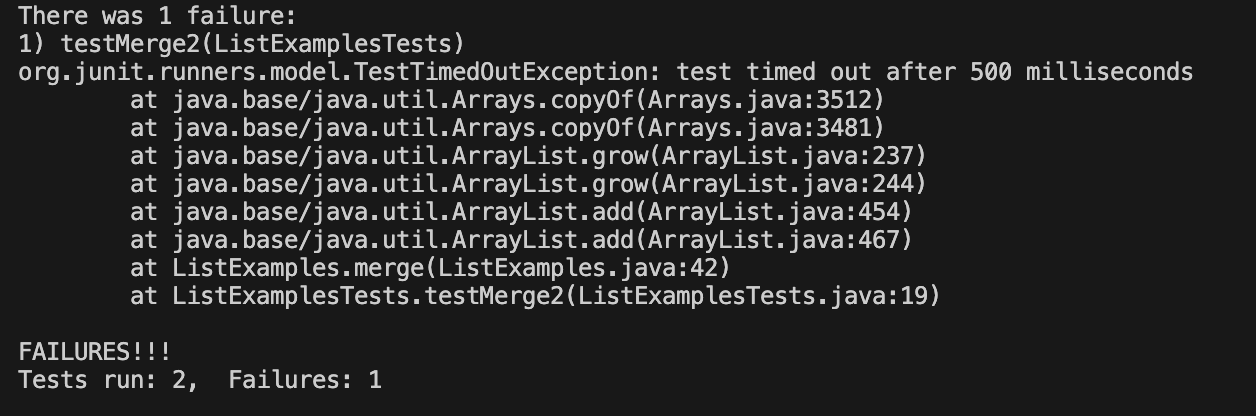 There was 1 failure:
1) testMerge2(ListExamplesTests)
org.junit.runners.model.TestTimedOutException: test timed out after 500 milliseconds
        at java.base/java.util.Arrays.copyOf(Arrays.java:3512)
        at java.base/java.util.Arrays.copyOf(Arrays.java:3481)
        at java.base/java.util.ArrayList.grow(ArrayList.java:237)
        at java.base/java.util.ArrayList.grow(ArrayList.java:244)
        at java.base/java.util.ArrayList.add(ArrayList.java:454)
        at java.base/java.util.ArrayList.add(ArrayList.java:467)
        at ListExamples.merge(ListExamples.java:42)
        at ListExamplesTests.testMerge2(ListExamplesTests.java:19)
FAILURES!!!
Tests run: 2,  Failures: 1